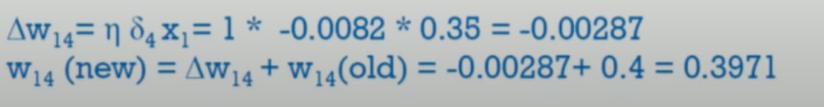 Δw₁₄= η δ₄ x₁= 1 * -0.0082 * 0.35 = -0.00287
w₁₄ (new) = Δw₁₄ + w₁₄(old) = -0.00287+ 0.4 = 0.3971